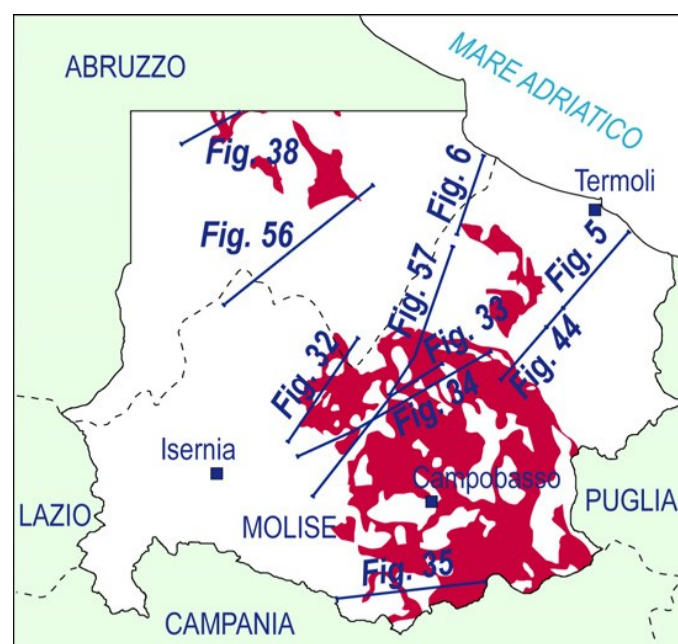 ABRUZZO
MARE ADRIATICO
Fig. 38
Fig. 6
Termoli
Fig. 56
Fig. 57
Fig. 5
Fig. 33
Fig. 32
Fig. 44
Fig. 34
Isernia
Campobasso
LAZIO
MOLISE
PUGLIA
Fig. 35
CAMPANIA